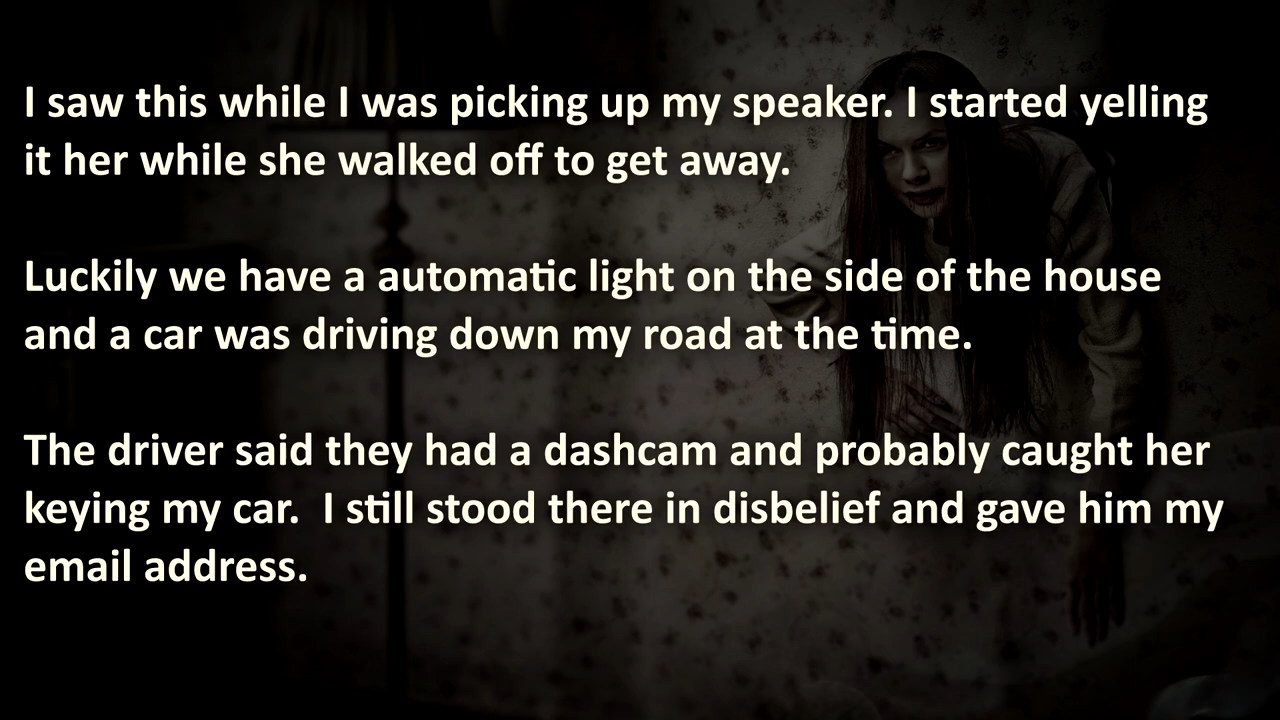 I saw this while I was picking up my speaker. I started yelling
it her while she walked off to get away.
Luckily we have a automatic light on the side of the house
and a car was driving down my road at the time.
The driver said they had a dashcam and probably caught her
keying my car.  I still stood there in disbelief and gave him my
email address.